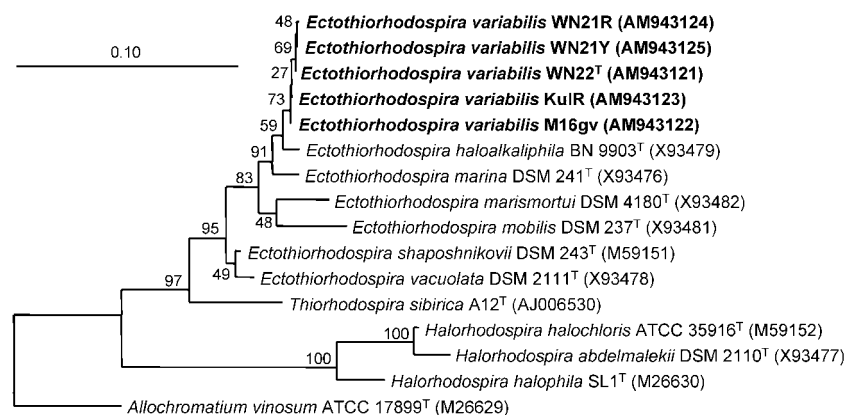 48 Ectothiorhodospira variabilis WN21R (AM943124)
69 Ectothiorhodospira variabilis WN21Y (AM943125)
0.10
27 Ectothiorhodospira variabilis WN22ᵀ (AM943121)
73 Ectothiorhodospira variabilis KulR (AM943123)
59 Ectothiorhodospira variabilis M16gv (AM943122)
91 Ectothiorhodospira haloalkaliphila BN 9903ᵀ (X93479)
83 Ectothiorhodospira marina DSM 241ᵀ (X93476)
Ectothiorhodospira marismortui DSM 4180ᵀ (X93482)
48 Ectothiorhodospira mobilis DSM 237ᵀ (X93481)
95 Ectothiorhodospira shaposhnikovii DSM 243ᵀ (M59151)
49 Ectothiorhodospira vacuolata DSM 2111ᵀ (X93478)
97 Thiorhodospira sibirica A12ᵀ (AJ006530)
100 Halorhodospira halochloris ATCC 35916ᵀ (M59152)
100 Halorhodospira abdelmalekii DSM 2110ᵀ (X93477)
Halorhodospira halophila SL1ᵀ (M26630)
Allochromatium vinosum ATCC 17899ᵀ (M26629)